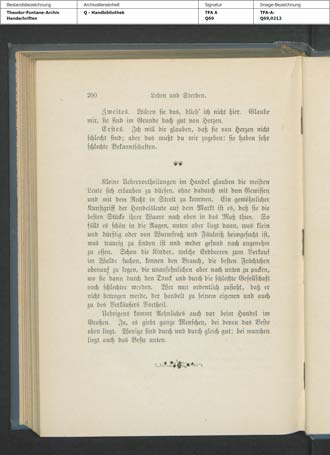 Bestandsbezeichnung
Archivalieneinheit
Signatur
Image-Bezeichnung
Theodor-Fontane-Archiv
Handschriften
Q - Handbibliothek
TFA A
Q69
TFA-A-
Q69,0212
200
Leben und Sterben.
Zweites. Wären sie das, blieb' ich nicht hier. Glaube
mir, sie sind im Grunde doch gut von Herzen.
Erstes. Ich will dir glauben, daß sie von Herzen nicht
schlecht sind; aber das mußt du mir zugeben: sie haben sehr
schlechte Bekanntschaften.
Kleine Uebervortheilungen im Handel glauben die meisten
Leute sich erlauben zu dürfen, ohne dadurch mit dem Gewissen
und mit dem Recht in Streit zu kommen. Ein gewöhnlicher
Kunstgriff der Handelsleute auf dem Markt ist es, daß sie die
besten Stücke ihrer Waare nach oben in das Maß thun. So
fällt es schön in die Augen, unten aber liegt dann, was klein
und dürftig oder von Wurmfraß und Fäulniß heimgesucht ist,
was traurig zu finden ist und weder gesund noch angenehm
zu essen. Schon die Kinder, welche Erdbeeren zum Verkauf
im Walde suchen, kennen den Brauch, die besten Früchtchen
obenauf zu legen, die unansehnlichen aber nach unten zu packen,
wo sie dann durch den Druck und durch die schlechte Gesellschaft
noch schlechter werden. Wer nun ordentlich zusieht, daß er
nicht betrogen werde, der handelt zu seinem eigenen und auch
zu des Verkäufers Vortheil.
Uebrigens kommt Aehnliches auch vor beim Handel im
Großen. Ja, es giebt ganze Menschen, bei denen das Beste
oben liegt. Wenige sind durch und durch gleich gut: bei manchen
liegt auch das Beste unten.